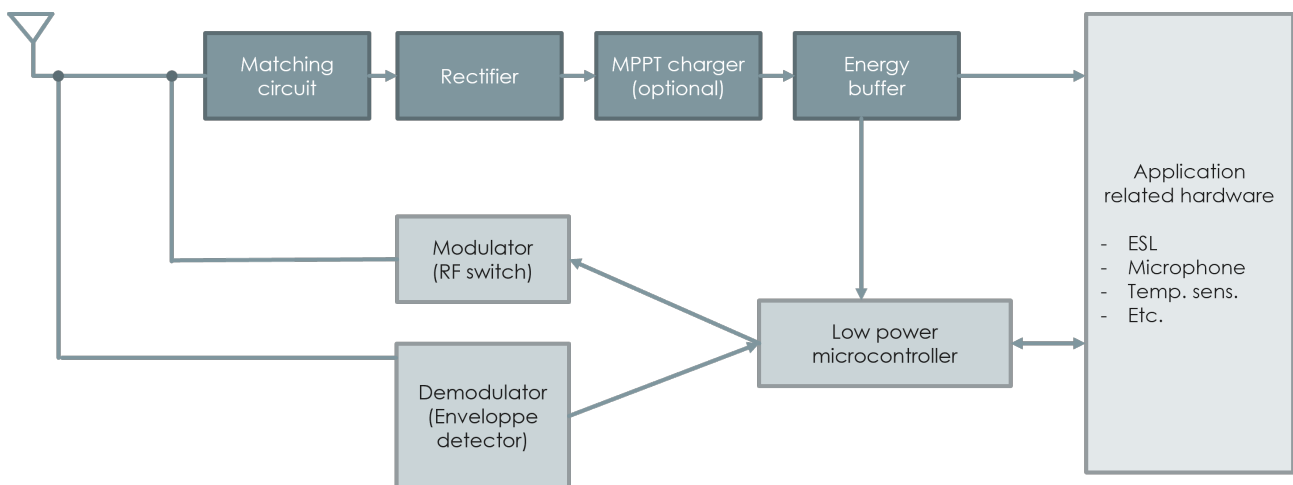 Matching
circuit
Rectifier
MPPT charger
(optional)
Energy
buffer
Application
related hardware
- ESL
- Microphone
- Temp. sens.
- Etc.
Modulator
(RF switch)
Low power
microcontroller
Demodulator
(Enveloppe
detector)